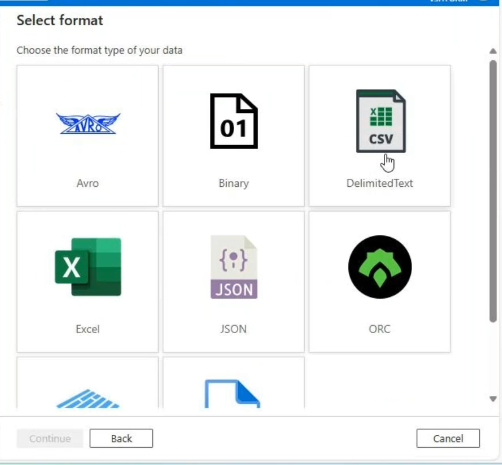 Select format
Choose the format type of your data
AVRO
01
CSV
Avro
Binary
DelimitedText
X
{ }
JSON
Excel
JSON
ORC
Continue
Back
Cancel